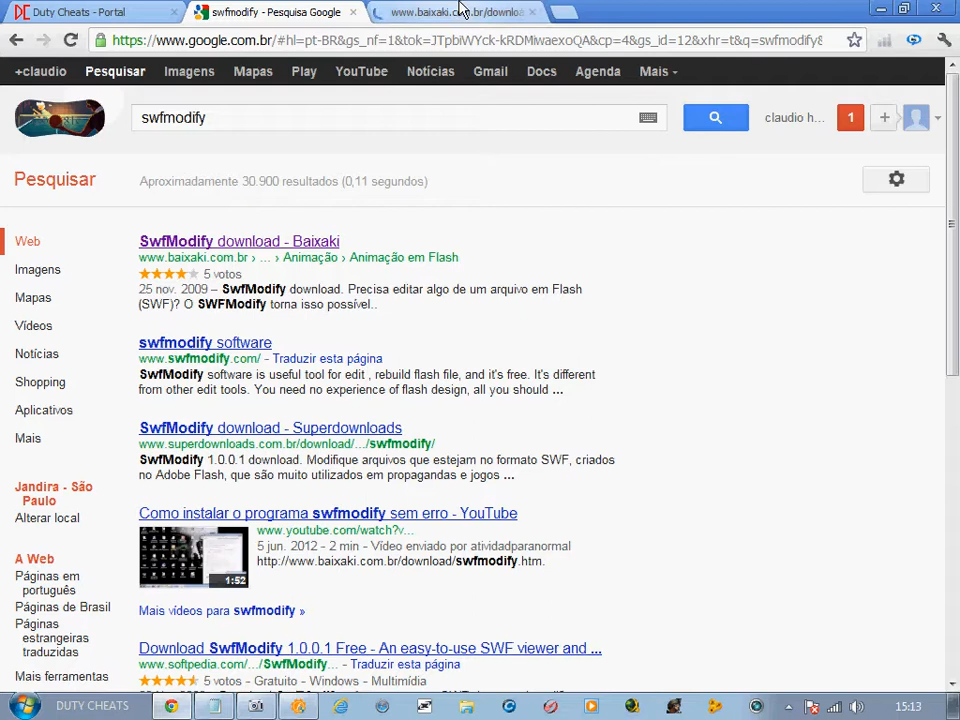 Duty Cheats - Portal
swfmodify - Pesquisa Google
www.baixaki.com.br/downloa
https://www.google.com.br/#hl=pt-BR&gs_nf=1&tok=JTpbiWYck-kRDMiwaexoQA&cp=4&gs_id=12&xhr=t&q=swfmodify&
+claudio Pesquisar Imagens Mapas Play YouTube Notícias Gmail Docs Agenda Mais
swfmodify
claudio h... 1 +
Pesquisar
Aproximadamente 30.900 resultados (0,11 segundos)
Web
Imagens
Mapas
Vídeos
Notícias
Shopping
Aplicativos
Mais
Jandira - São
Paulo
Alterar local
A Web
Páginas em
português
Páginas de Brasil
Páginas
estrangeiras
traduzidas
Mais ferramentas
SwfModify download - Baixaki
www.baixaki.com.br › ... › Animação › Animação em Flash
5 votos
25 nov. 2009 – SwfModify download. Precisa editar algo de um arquivo em Flash
(SWF)? O SWFModify torna isso possível..
swfmodify software
www.swfmodify.com/ - Traduzir esta página
SwfModify software is useful tool for edit , rebuild flash file, and it's free. It's different
from other edit tools. You need no experience of flash design, all you should ...
SwfModify download - Superdownloads
www.superdownloads.com.br/download/.../swfmodify/
SwfModify 1.0.0.1 download. Modifique arquivos que estejam no formato SWF, criados
no Adobe Flash, que são muito utilizados em propagandas e jogos ...
Como instalar o programa swfmodify sem erro - YouTube
www.youtube.com/watch?v...
5 jun. 2012 - 2 min - Vídeo enviado por atividadparanormal
http://www.baixaki.com.br/download/swfmodify.htm.
1:52
Mais vídeos para swfmodify »
Download SwfModify 1.0.0.1 Free - An easy-to-use SWF viewer and ...
www.softpedia.com/.../SwfModify... - Traduzir esta página
5 votos - Gratuito - Windows - Multimídia
DUTY CHEATS
15:13